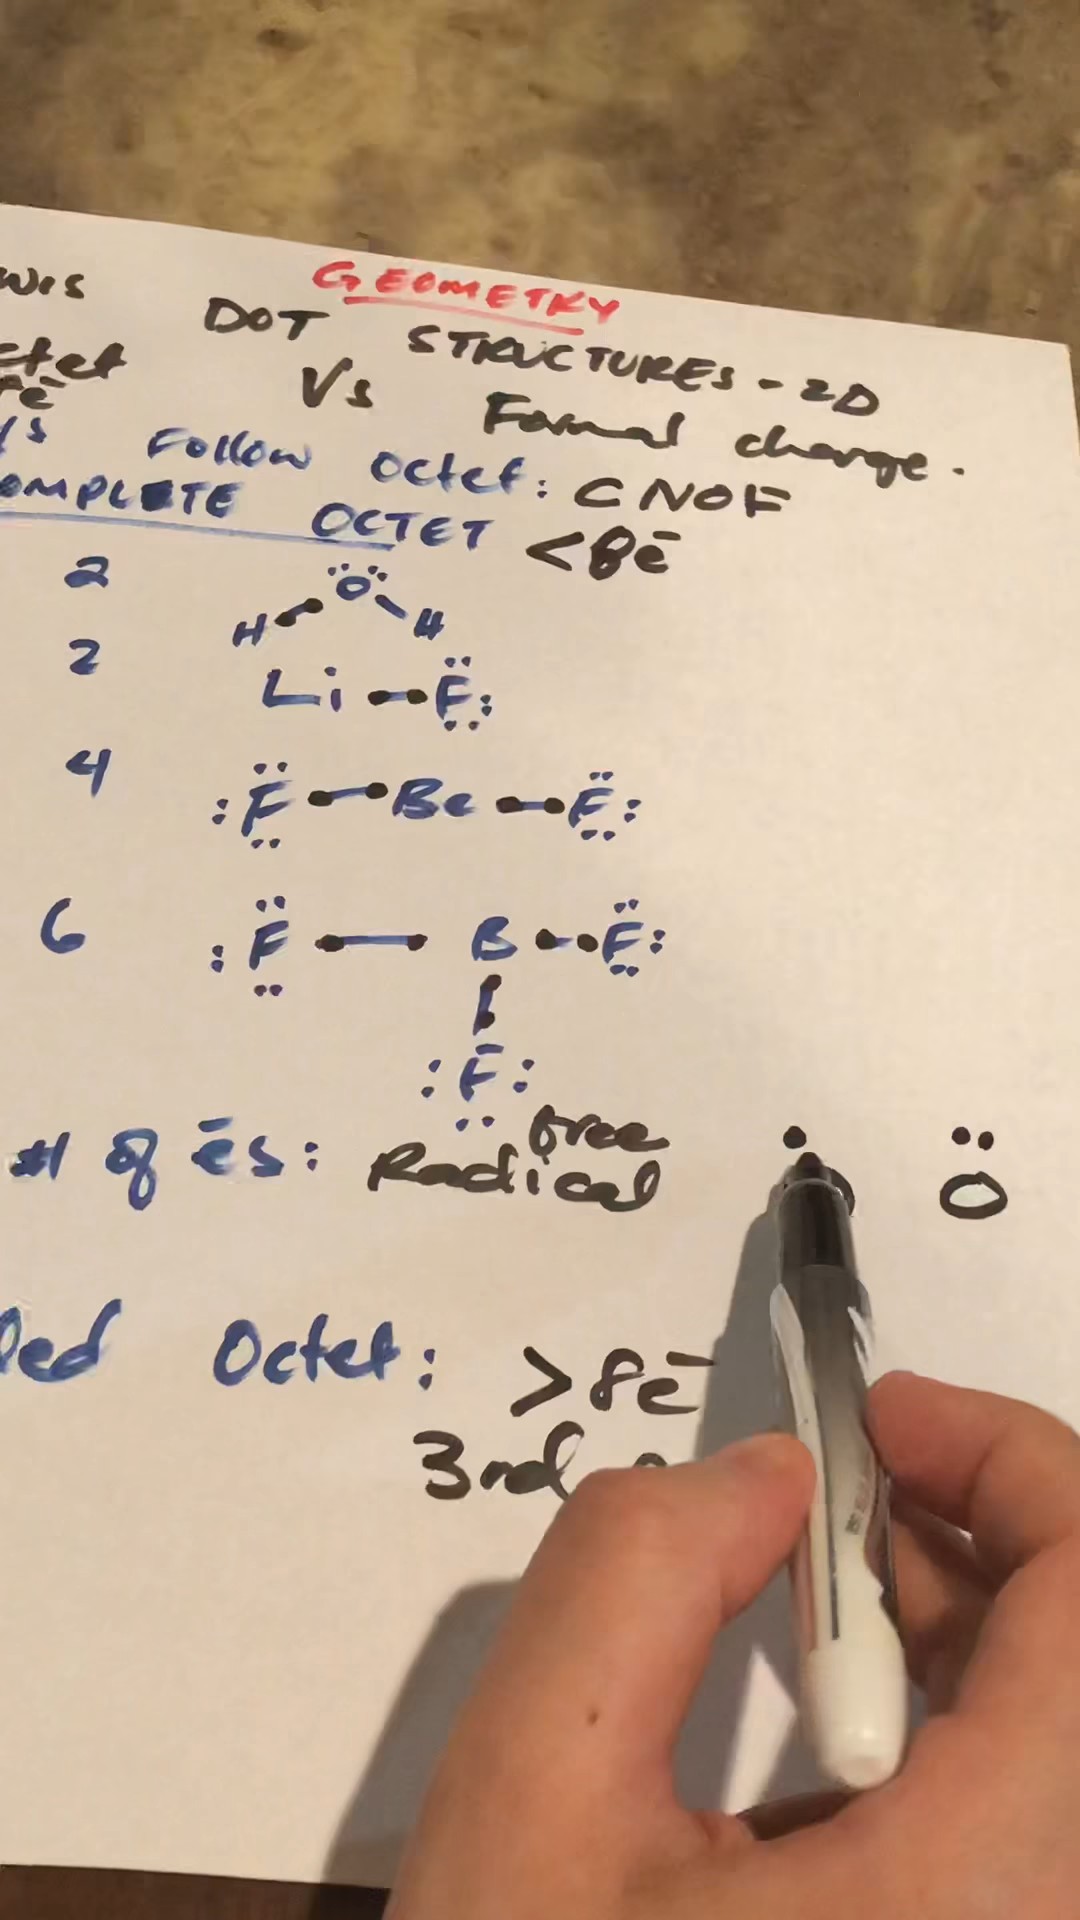 GEOMETRY
DOT STRUCTURES - 2D
Vs Formal charge.
Follow Octet: CNOF
OCTET <8ē
2 H O H
2 Li F
4 F Be F
6 F B F
F
# of ēs: free Radical O
Octet: >8ē
3rd